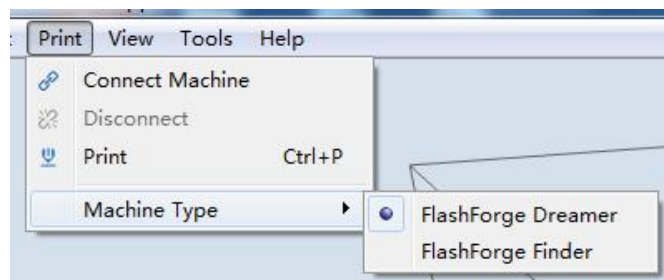 Print View Tools Help
Connect Machine
Disconnect
Print Ctrl+P
Machine Type
FlashForge Dreamer
FlashForge Finder